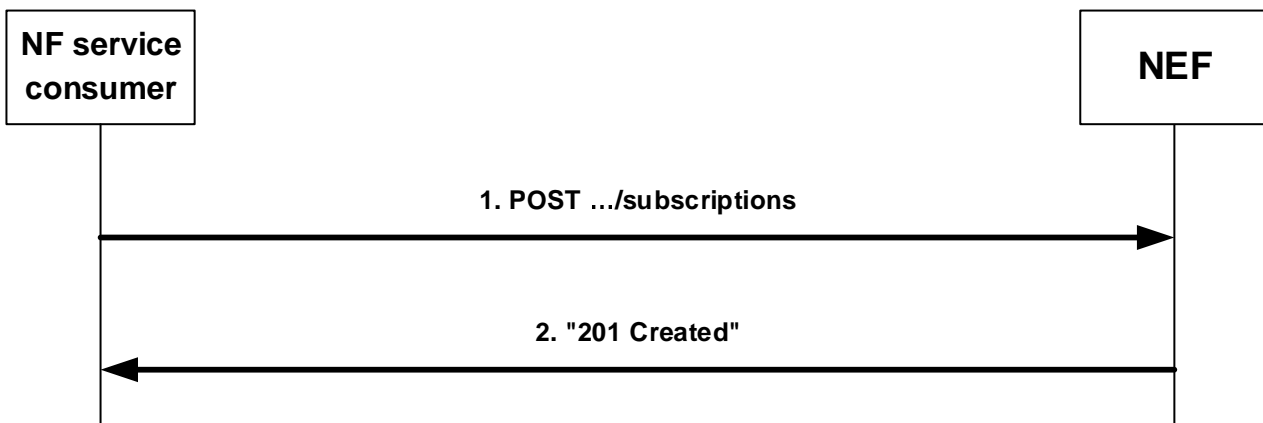 NF service
consumer
NEF
1. POST …/subscriptions
2. "201 Created"